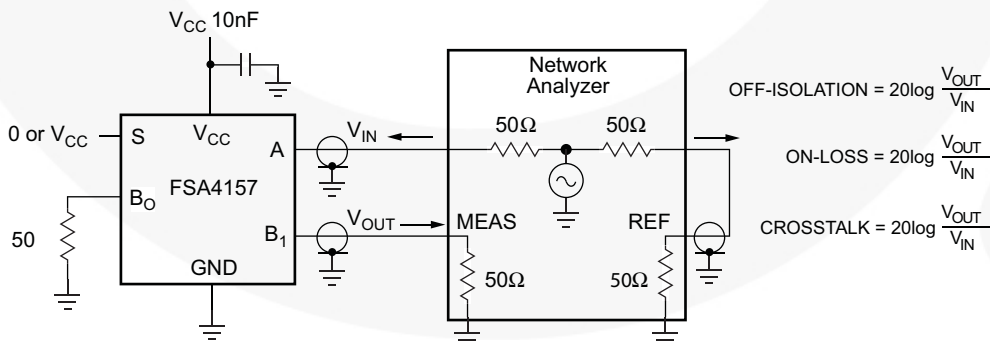 V_CC 10nF
Network
Analyzer
OFF-ISOLATION = 20log V_OUT
V_IN
0 or V_CC
S
V_CC
A
V_IN
50Ω
50Ω
FSA4157
ON-LOSS = 20log V_OUT
V_IN
B_O
V_OUT
MEAS
REF
50
B_1
CROSSTALK = 20log V_OUT
V_IN
GND
50Ω
50Ω